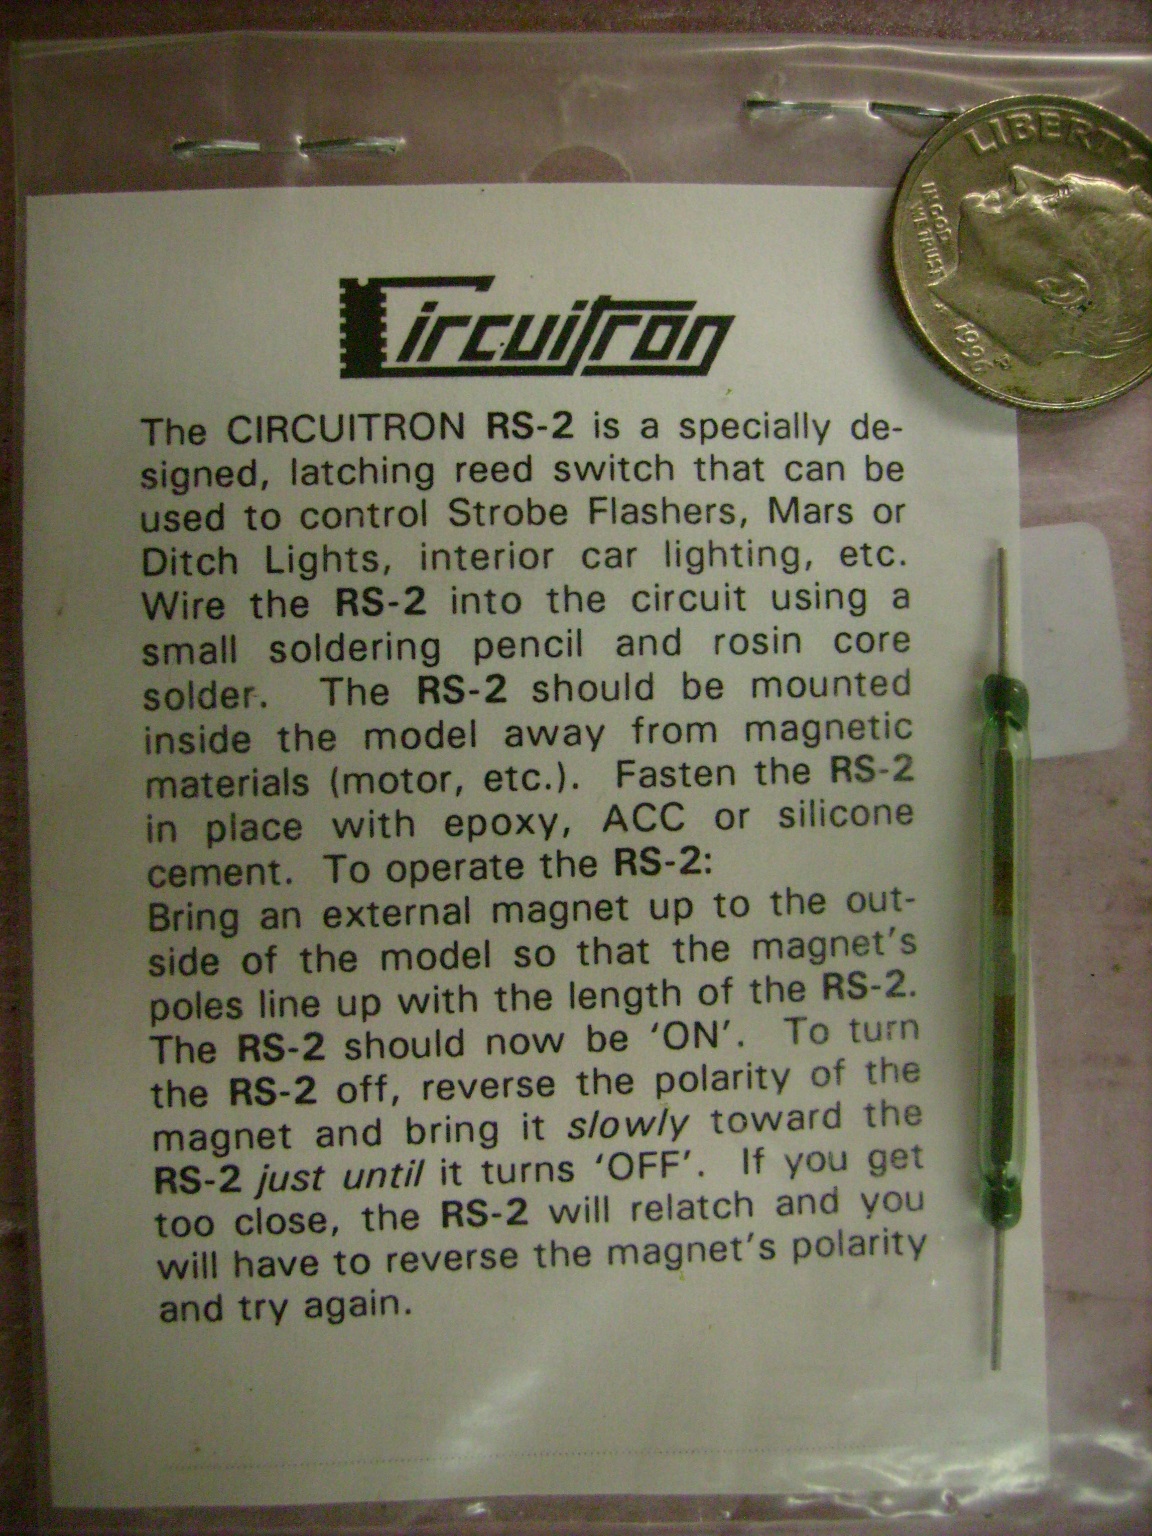 LIBERTY
IN GOD
WE TRUST
1996
P
Circuitron
The CIRCUITRON RS-2 is a specially de-
signed, latching reed switch that can be
used to control Strobe Flashers, Mars or
Ditch Lights, interior car lighting, etc.
Wire the RS-2 into the circuit using a
small soldering pencil and rosin core
solder. The RS-2 should be mounted
inside the model away from magnetic
materials (motor, etc.). Fasten the RS-2
in place with epoxy, ACC or silicone
cement. To operate the RS-2:
Bring an external magnet up to the out-
side of the model so that the magnet's
poles line up with the length of the RS-2.
The RS-2 should now be 'ON'. To turn
the RS-2 off, reverse the polarity of the
magnet and bring it slowly toward the
RS-2 just until it turns 'OFF'. If you get
too close, the RS-2 will relatch and you
will have to reverse the magnet's polarity
and try again.